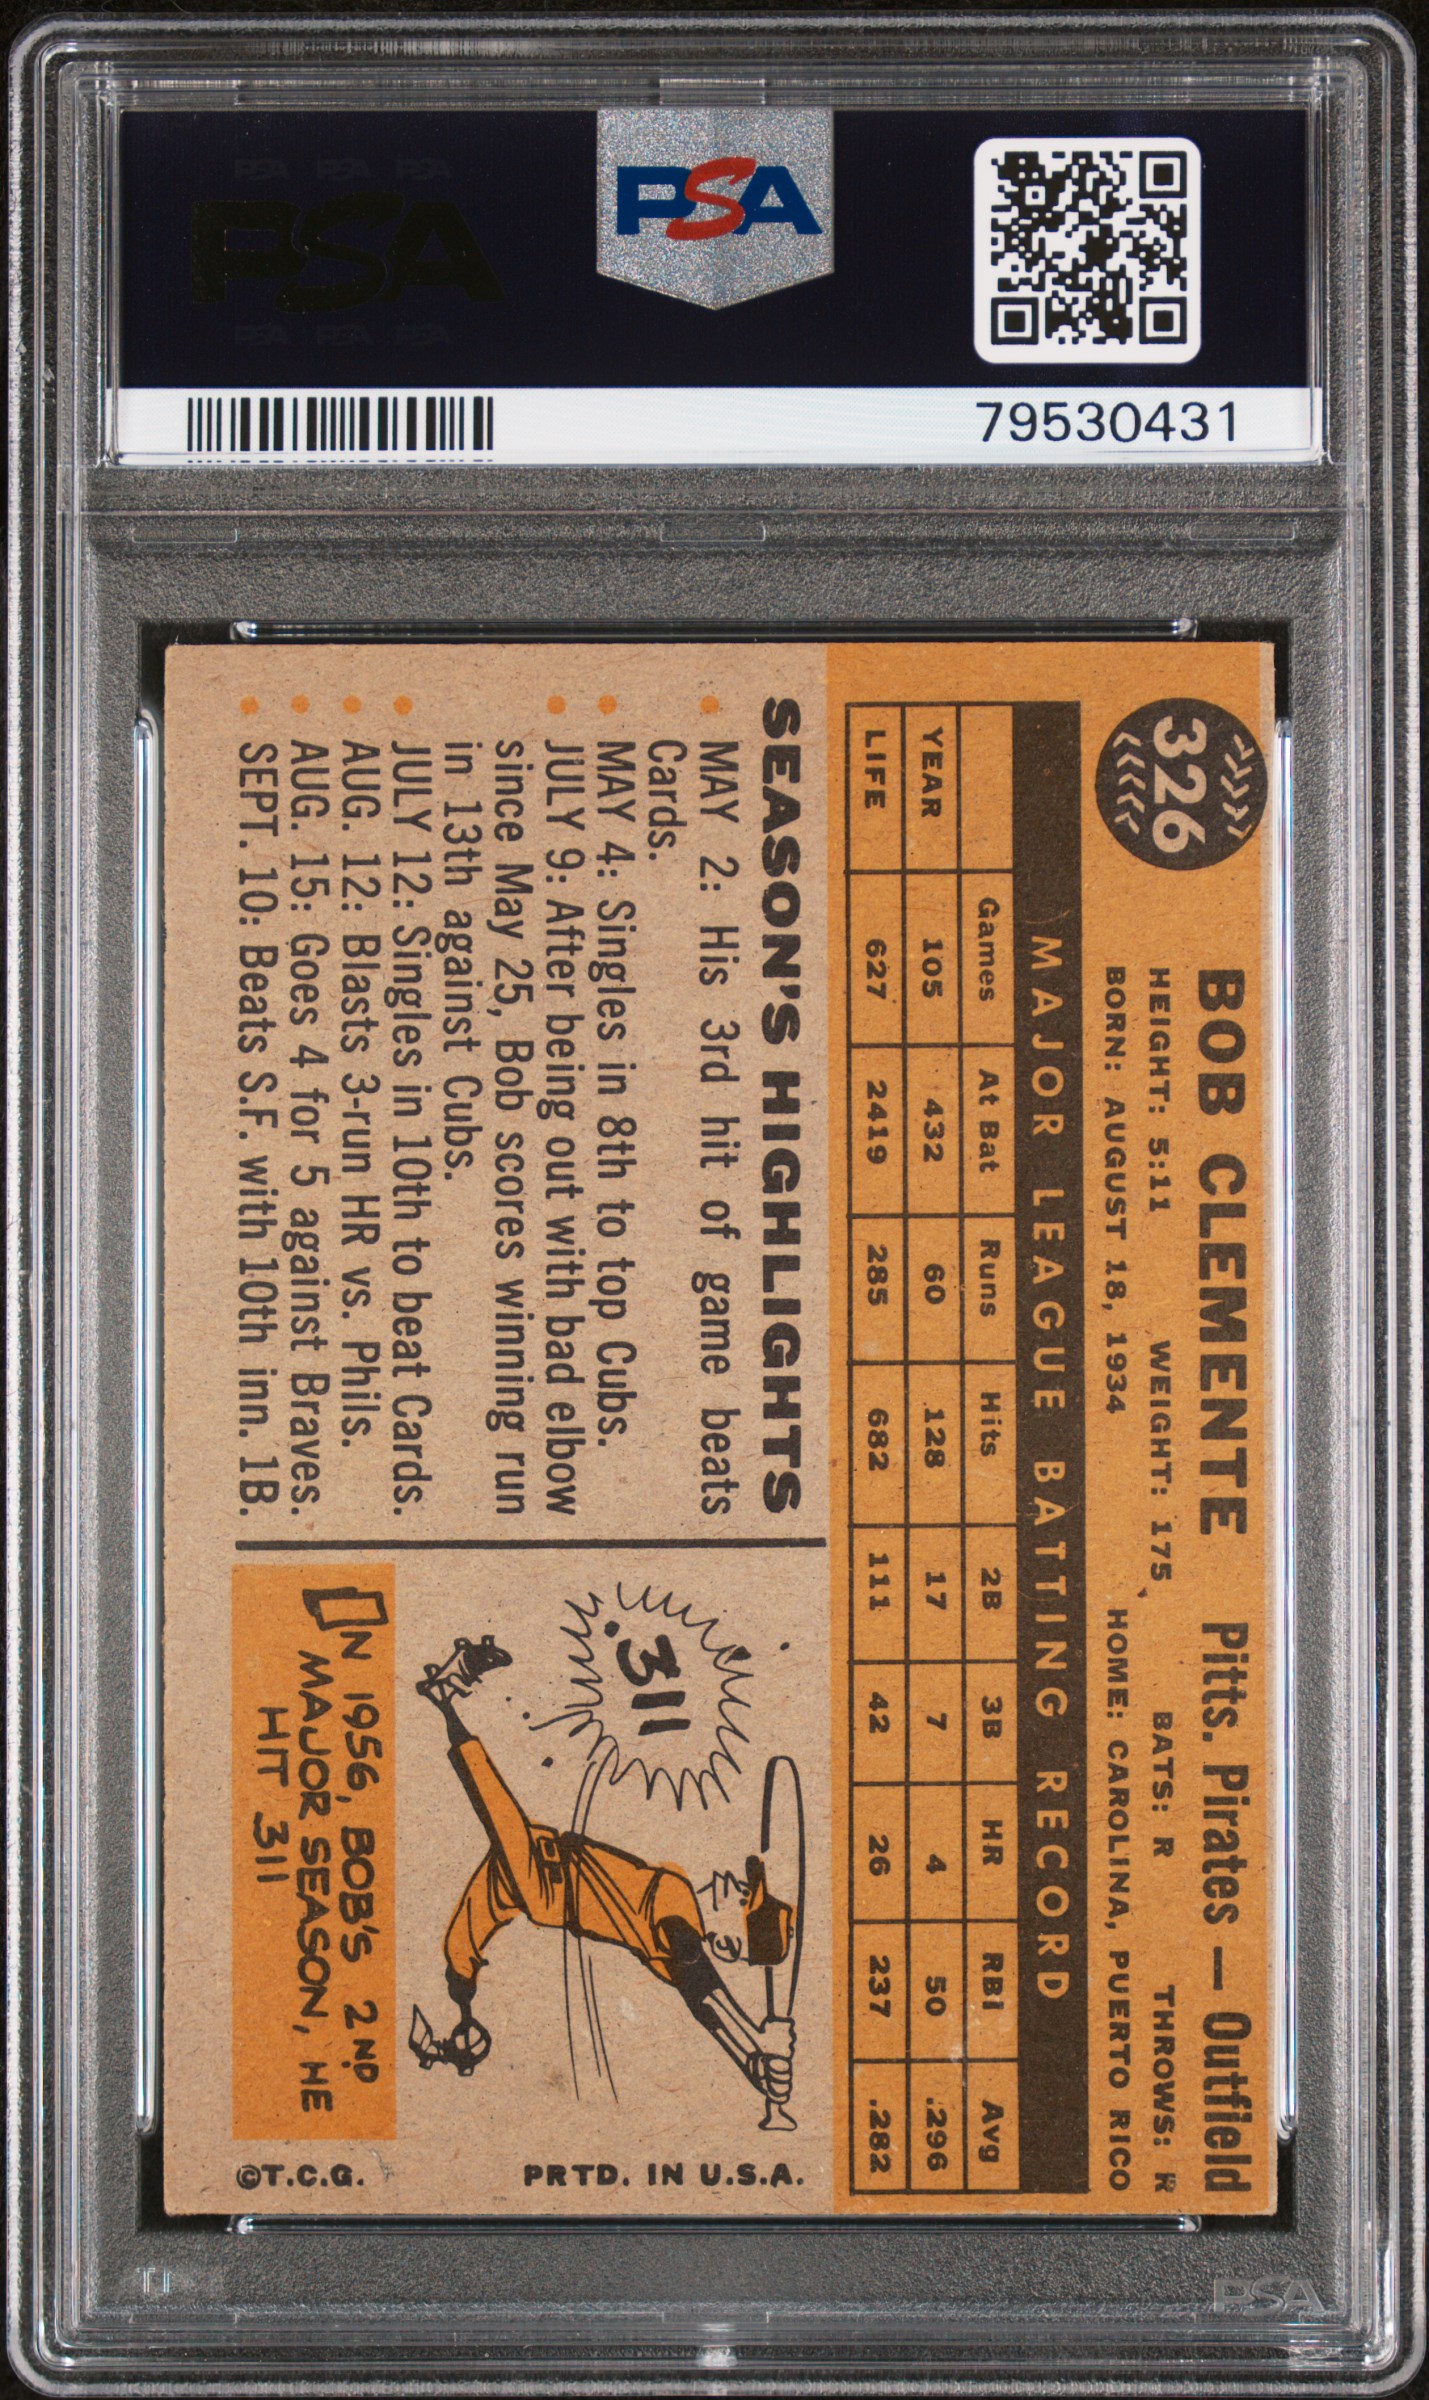 PSA PSA PSA
PSA
PSA PSA PSA
PSA
79530431
326
BOB CLEMENTE Pitts. Pirates — Outfield
HEIGHT: 5:11 WEIGHT: 175 BATS: R THROWS: R
BORN: AUGUST 18, 1934 HOME: CAROLINA, PUERTO RICO
MAJOR LEAGUE BATTING RECORD
Games At Bat Runs Hits 2B 3B HR RBI Avg
YEAR 105 432 60 128 17 7 4 50 .296
LIFE 627 2419 285 682 111 42 26 237 .282
SEASON'S HIGHLIGHTS
MAY 2: His 3rd hit of game beats
Cards.
MAY 4: Singles in 8th to top Cubs.
JULY 9: After being out with bad elbow
since May 25, Bob scores winning run
in 13th against Cubs.
JULY 12: Singles in 10th to beat Cards.
AUG. 12: Blasts 3-run HR vs. Phils.
AUG. 15: Goes 4 for 5 against Braves.
SEPT. 10: Beats S.F. with 10th inn. 1B.
.311
IN 1956, BOB'S 2ND
MAJOR SEASON, HE
HIT 311
PRTD. IN U.S.A.
©T.C.G.
PSA